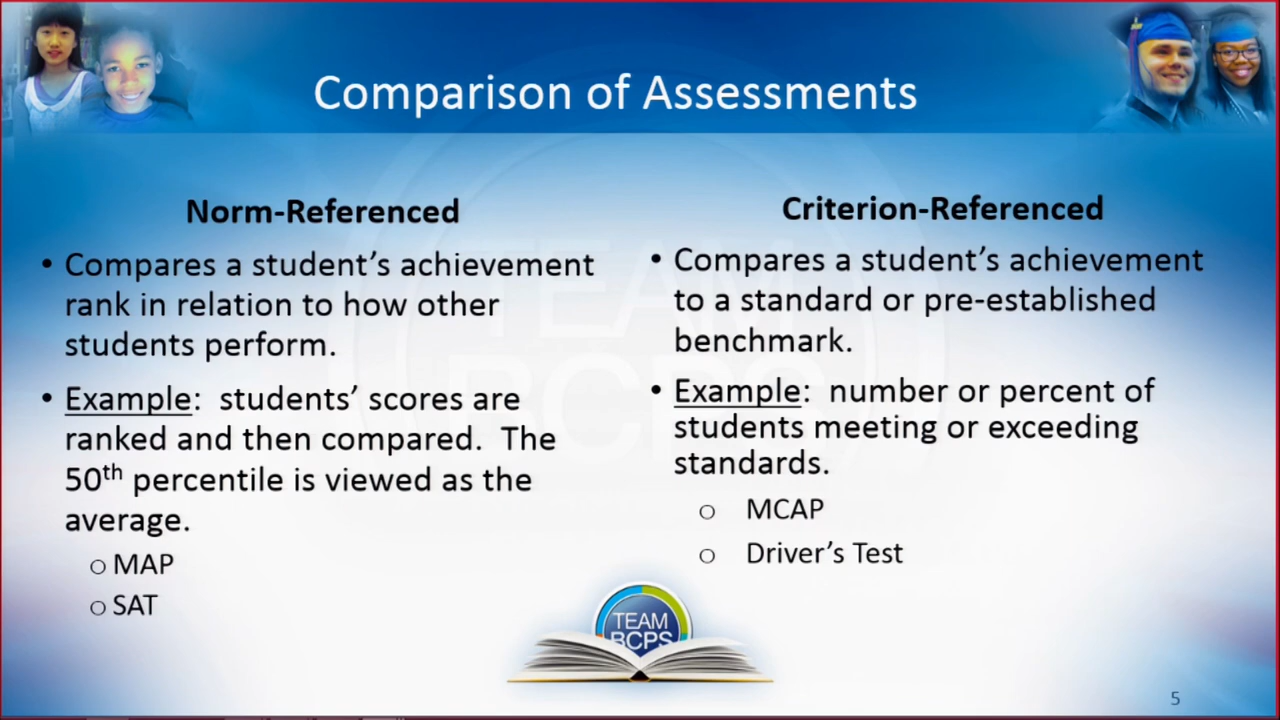 Comparison of Assessments
Norm-Referenced
• Compares a student’s achievement
rank in relation to how other
students perform.
• Example:  students’ scores are
ranked and then compared.  The
50th percentile is viewed as the
average.
○ MAP
○ SAT
Criterion-Referenced
• Compares a student’s achievement
to a standard or pre-established
benchmark.
• Example:  number or percent of
students meeting or exceeding
standards.
○ MCAP
○ Driver’s Test
TEAM
BCPS
TEAM
BCPS
5